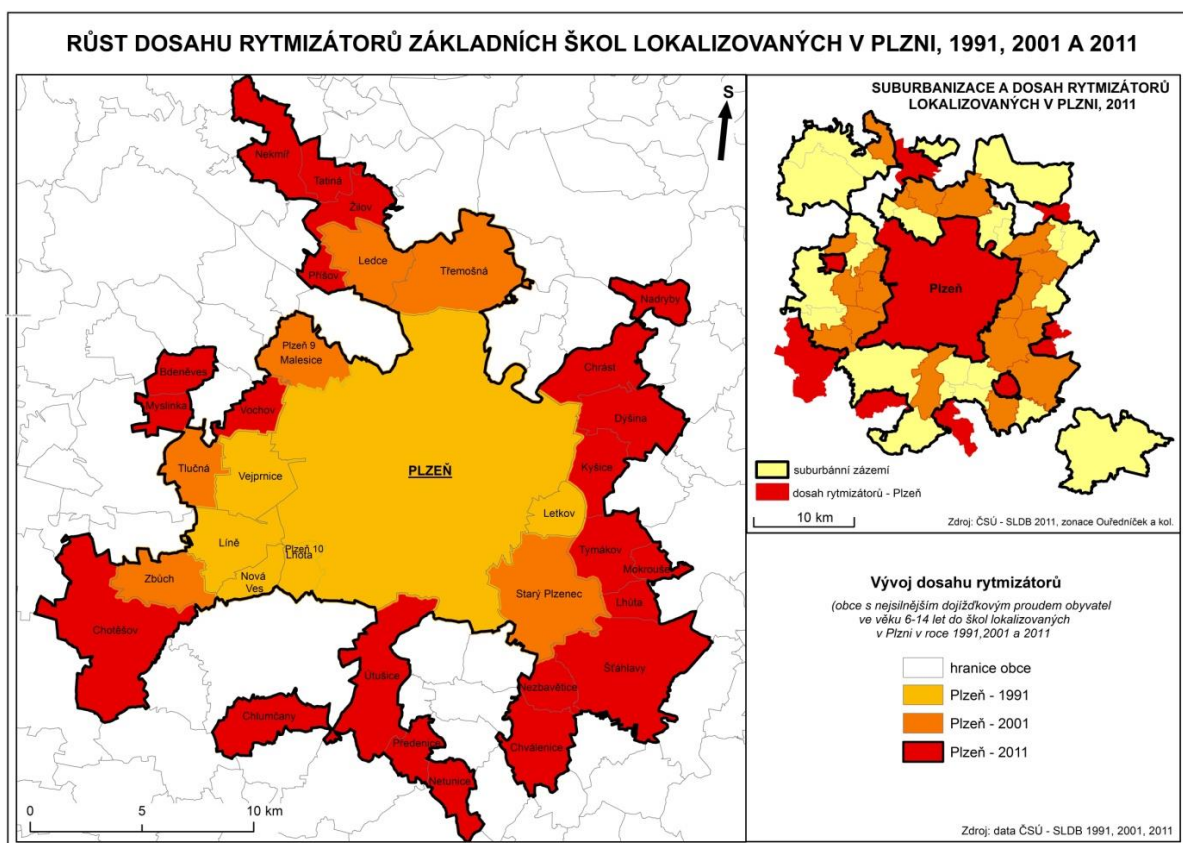 RŮST DOSAHU RYTMIZÁTORŮ ZÁKLADNÍCH ŠKOL LOKALIZOVANÝCH V PLZNI, 1991, 2001 A 2011
S
Nekmíř
Tatiná
Žilov
Ledce
Příšov
Třemošná
Nadryby
Plzeň 9
Malesice
Chrást
Bdeněves
Myslinka
Vochov
Dýšina
PLZEŇ
Kyšice
Tlučná
Vejprnice
Letkov
Líně
Plzeň 10
Lhota
Tymákov
Mokrouše
Zbůch
Nová
Ves
Starý Plzenec
Lhůta
Chotěšov
Šťáhlavy
Útušice
Nezbavětice
Chlumčany
Předenice
Chválenice
Netunice
0 5 10 km
SUBURBANIZACE A DOSAH RYTMIZÁTORŮ
LOKALIZOVANÝCH V PLZNI, 2011
Plzeň
suburbánní zázemí
dosah rytmizátorů - Plzeň
10 km
Zdroj: ČSÚ - SLDB 2011, zonace Ouředníček a kol.
Vývoj dosahu rytmizátorů
(obce s nejsilnějším dojížďkovým proudem obyvatel
ve věku 6-14 let do škol lokalizovaných
v Plzni v roce 1991,2001 a 2011
hranice obce
Plzeň - 1991
Plzeň - 2001
Plzeň - 2011
Zdroj: data ČSÚ - SLDB 1991, 2001, 2011